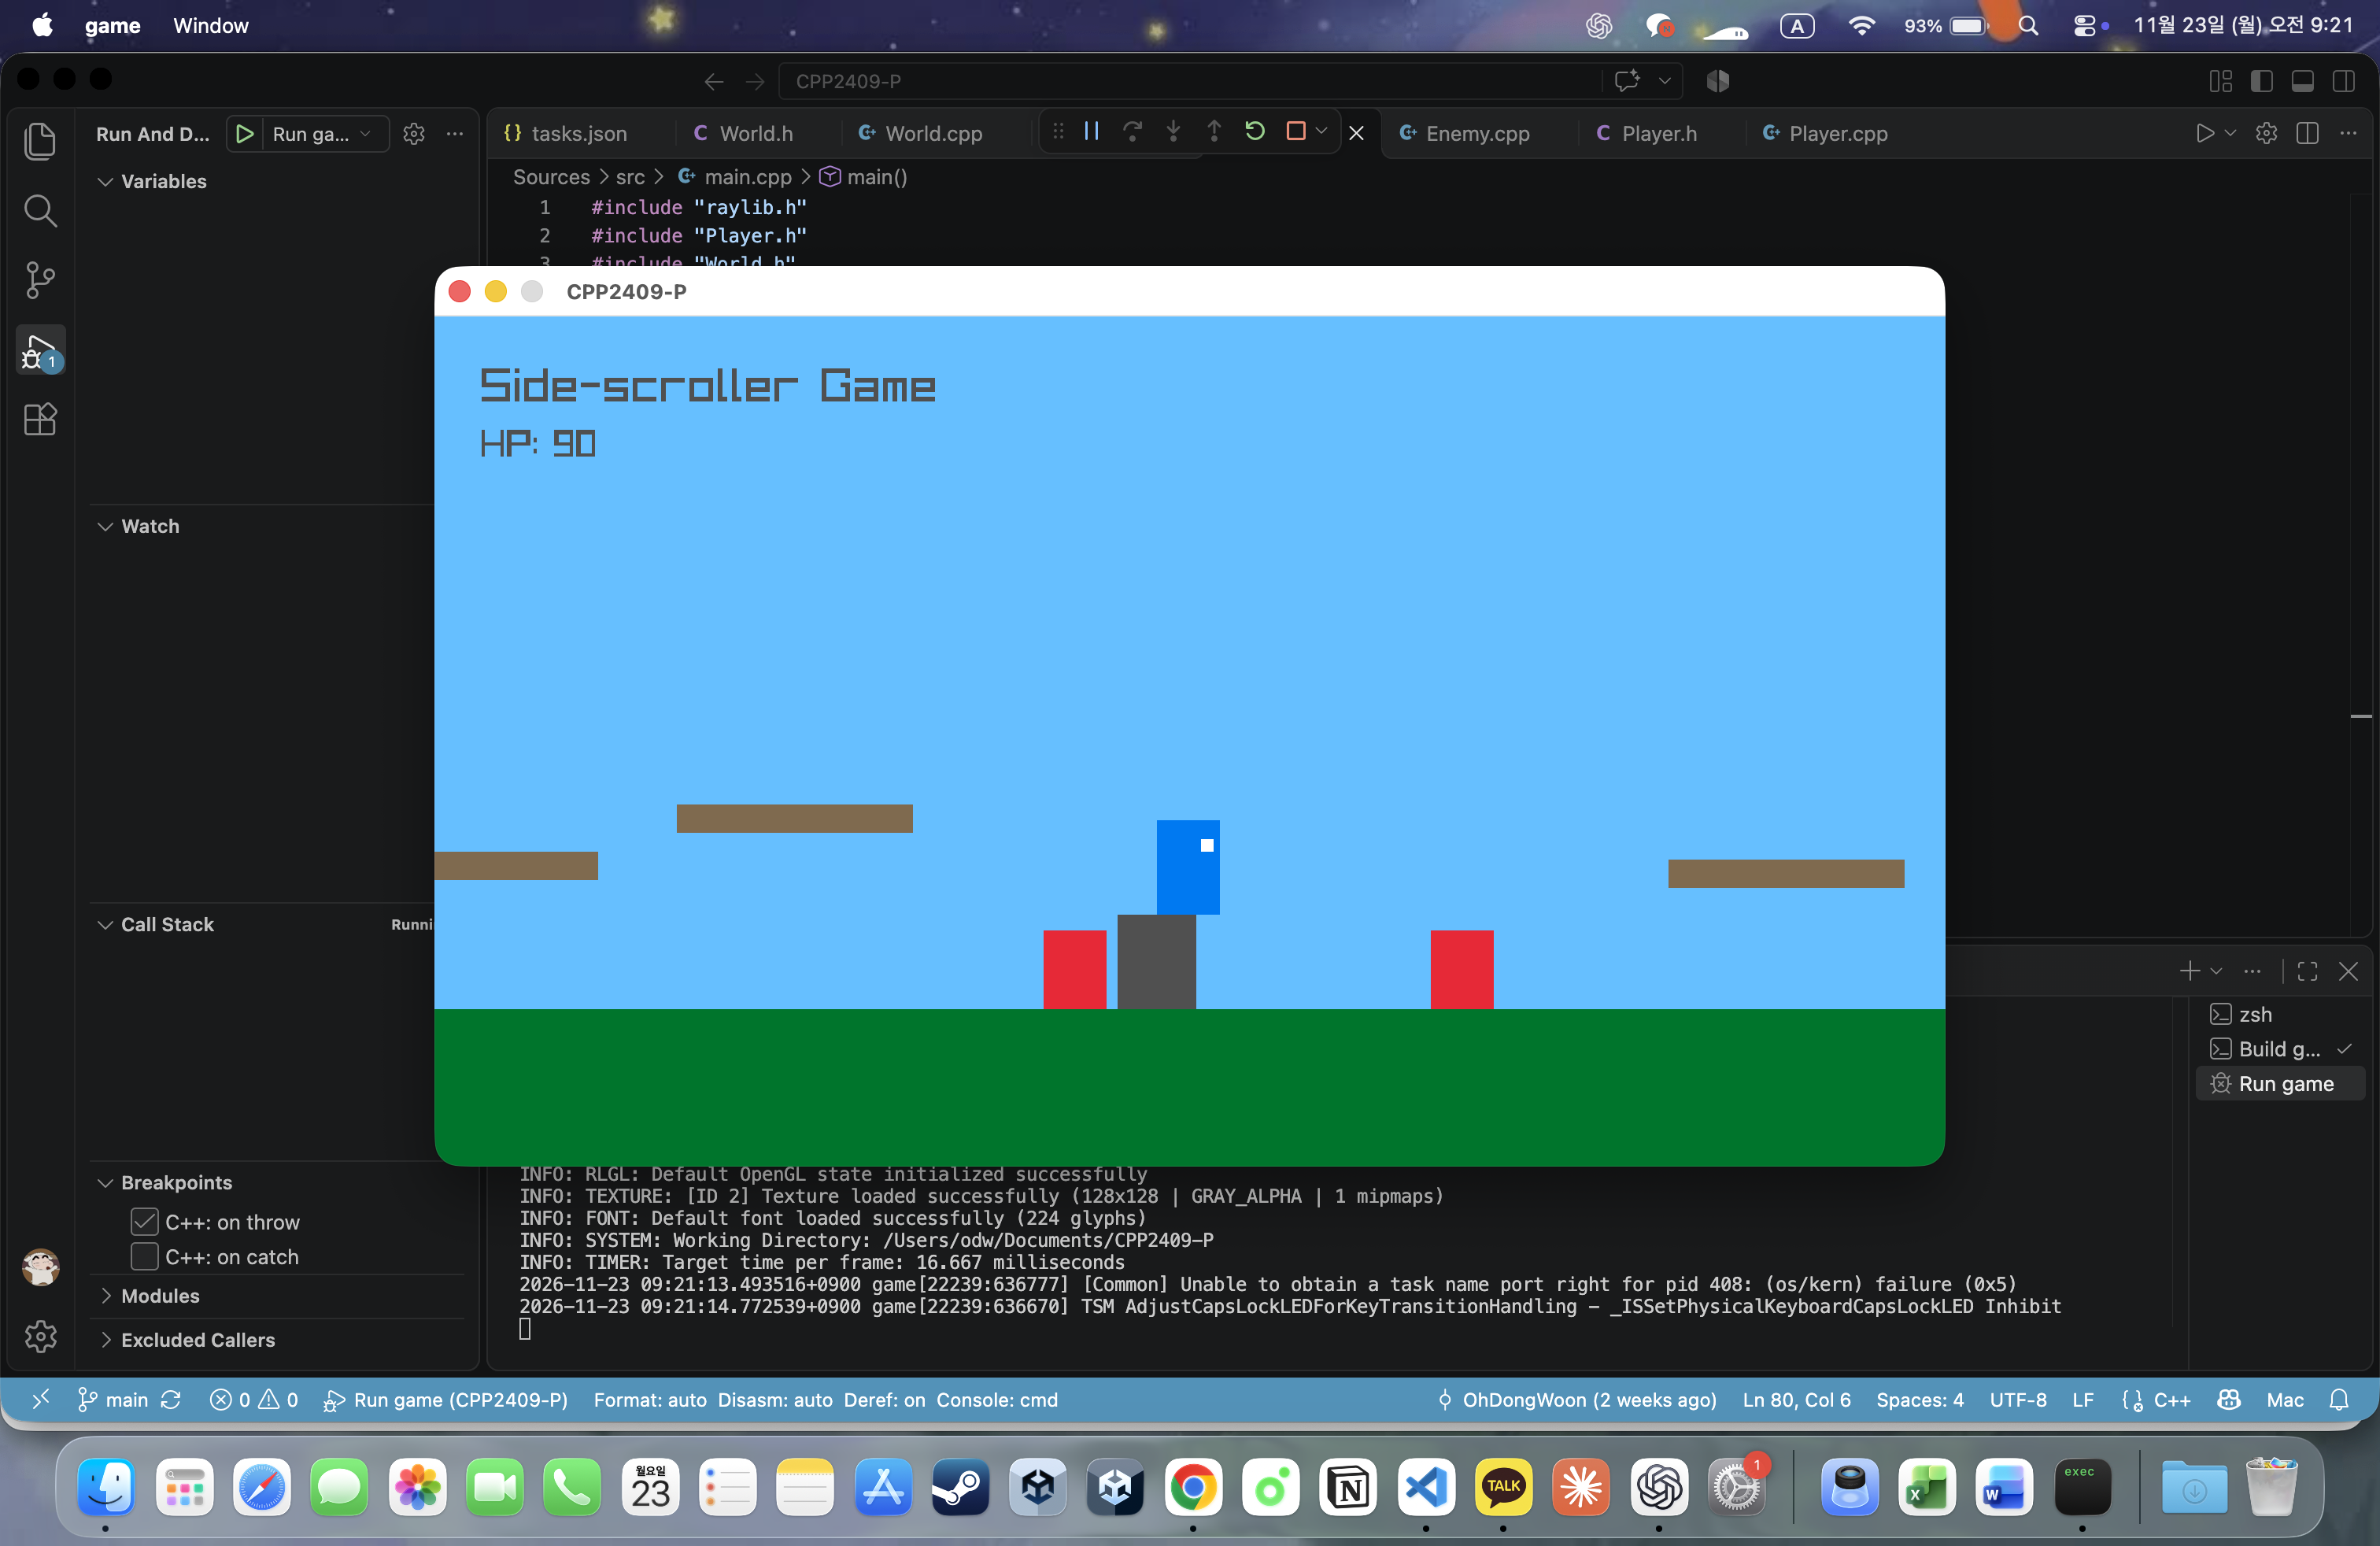 game Window
A 93% 11월 23일 (월) 오전 9:21
CPP2409-P
Run And D... Run ga...
{} tasks.json C World.h World.cpp Enemy.cpp C Player.h Player.cpp
Variables
Sources > src > main.cpp > main()
1 #include "raylib.h"
2 #include "Player.h"
3 #include "World.h"
1
CPP2409-P
Side-scroller Game
HP: 90
Watch
Call Stack
zsh
Build g...
Run game
Breakpoints
C++: on throw
C++: on catch
Modules
Excluded Callers
INFO: RLGL: Default OpenGL state initialized successfully
INFO: TEXTURE: [ID 2] Texture loaded successfully (128x128 | GRAY_ALPHA | 1 mipmaps)
INFO: FONT: Default font loaded successfully (224 glyphs)
INFO: SYSTEM: Working Directory: /Users/odw/Documents/CPP2409-P
INFO: TIMER: Target time per frame: 16.667 milliseconds
2026-11-23 09:21:13.493516+0900 game[22239:636777] [Common] Unable to obtain a task name port right for pid 408: (os/kern) failure (0x5)
2026-11-23 09:21:14.772539+0900 game[22239:636670] TSM AdjustCapsLockLEDForKeyTransitionHandling - _ISSetPhysicalKeyboardCapsLockLED Inhibit
main 0 0 Run game (CPP2409-P) Format: auto Disasm: auto Deref: on Console: cmd OhDongWoon (2 weeks ago) Ln 80, Col 6 Spaces: 4 UTF-8 LF {} C++ Mac
월요일
23
TALK
1
exec
X
W